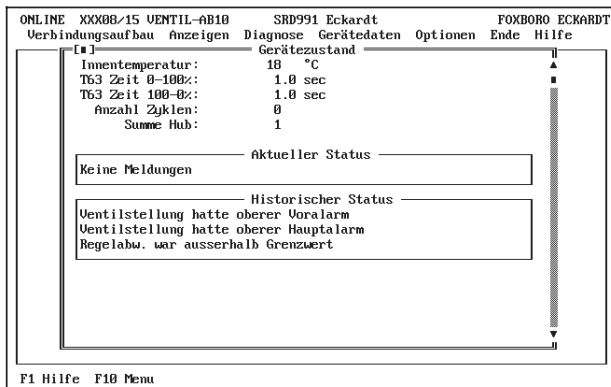 ONLINE XXX08/15 VENTIL-AB10 SRD991 Eckardt FOXBORO ECKARDT
Verbindungsaufbau Anzeigen Diagnose Gerätedaten Optionen Ende Hilfe
Gerätezustand
Innentemperatur: 18 °C
T63 Zeit 0-100%: 1.0 sec
T63 Zeit 100-0%: 1.0 sec
Anzahl Zyklen: 0
Summe Hub: 1
Aktueller Status
Keine Meldungen
Historischer Status
Ventilstellung hatte oberer Voralarm
Ventilstellung hatte oberer Hauptalarm
Regelabw. war ausserhalb Grenzwert
F1 Hilfe F10 Menu